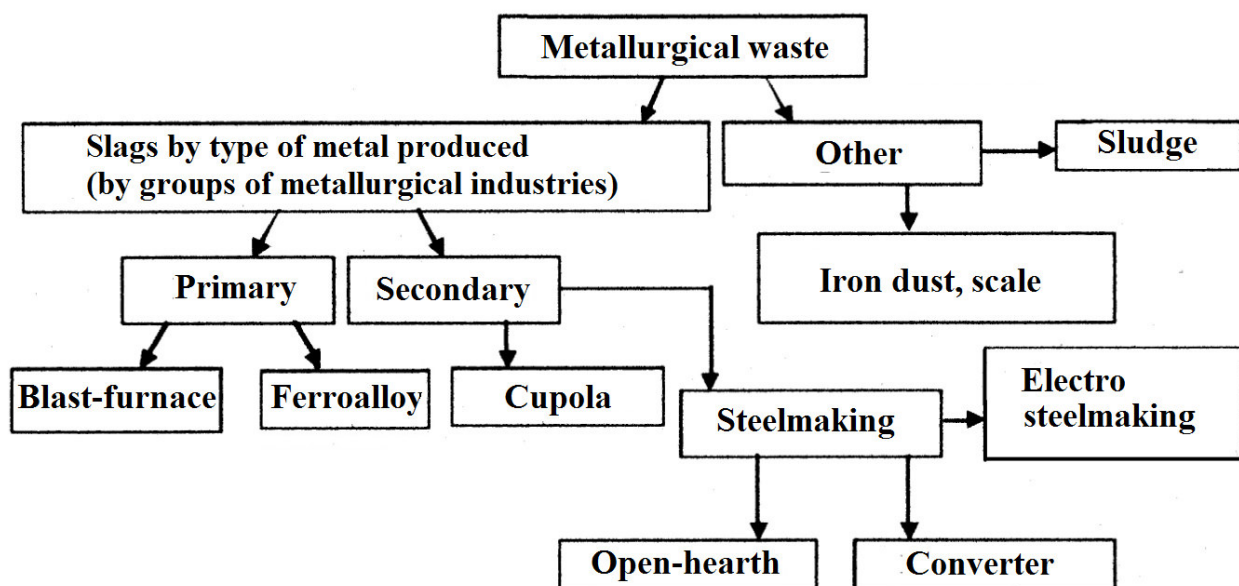 Metallurgical waste
Slags by type of metal produced
(by groups of metallurgical industries)
Other
Sludge
Primary
Secondary
Iron dust, scale
Blast-furnace
Ferroalloy
Cupola
Steelmaking
Electro
steelmaking
Open-hearth
Converter